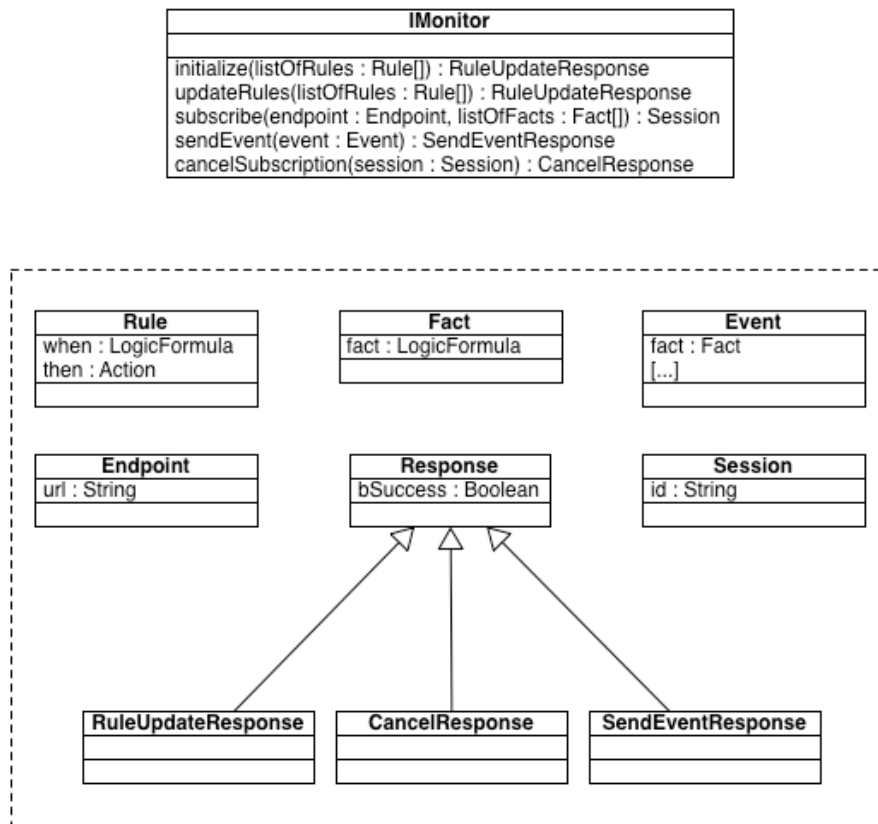 IMonitor
initialize(listOfRules : Rule[]) : RuleUpdateResponse
updateRules(listOfRules : Rule[]) : RuleUpdateResponse
subscribe(endpoint : Endpoint, listOfFacts : Fact[]) : Session
sendEvent(event : Event) : SendEventResponse
cancelSubscription(session : Session) : CancelResponse
Rule
when : LogicFormula
then : Action
Fact
fact : LogicFormula
Event
fact : Fact
[...]
Endpoint
url : String
Response
bSuccess : Boolean
Session
id : String
RuleUpdateResponse
CancelResponse
SendEventResponse